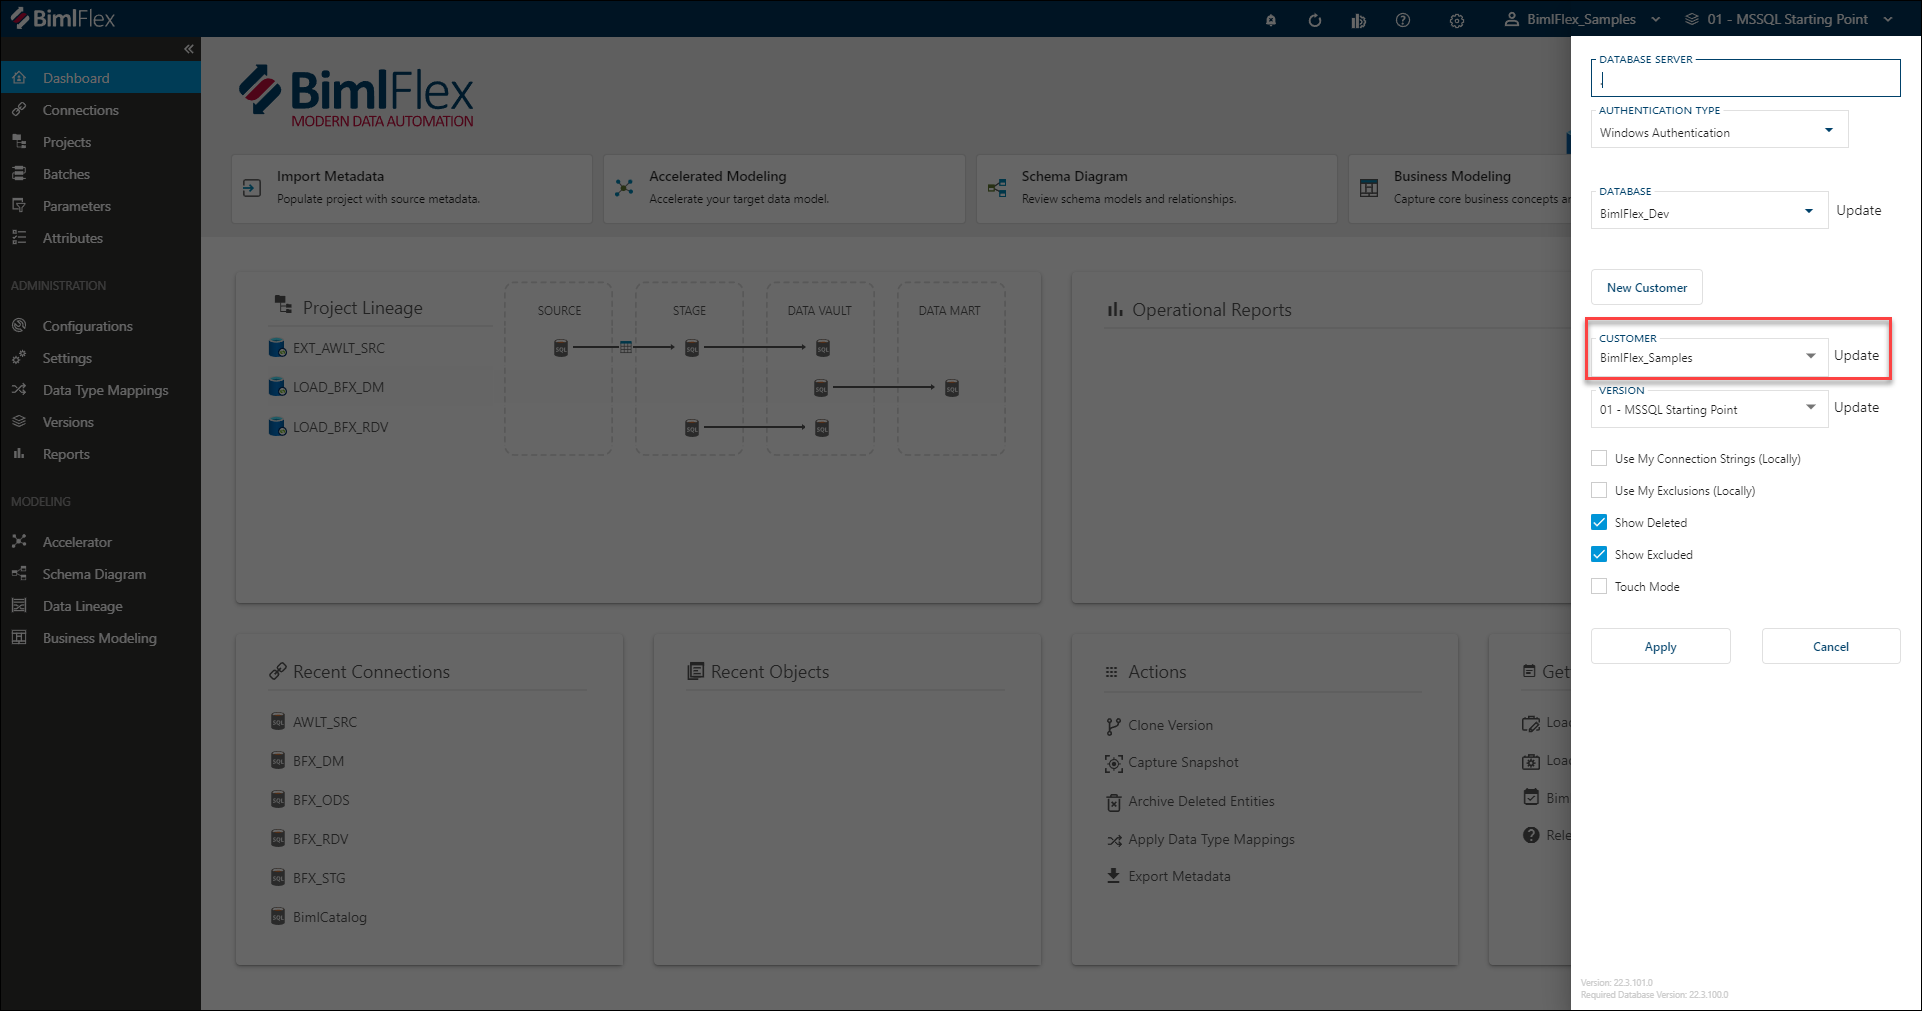 BimlFlex
BimlFlex_Samples
01 - MSSQL Starting Point
Dashboard
Connections
Projects
Batches
Parameters
Attributes
ADMINISTRATION
Configurations
Settings
Data Type Mappings
Versions
Reports
MODELING
Accelerator
Schema Diagram
Data Lineage
Business Modeling
BimlFlex
MODERN DATA AUTOMATION
Import Metadata
Populate project with source metadata.
Accelerated Modeling
Accelerate your target data model.
Schema Diagram
Review schema models and relationships.
Business Modeling
Capture core business concepts
Project Lineage
SOURCE
STAGE
DATA VAULT
DATA MART
EXT_AWLT_SRC
LOAD_BFX_DM
LOAD_BFX_RDV
Operational Reports
Recent Connections
AWLT_SRC
BFX_DM
BFX_ODS
BFX_RDV
BFX_STG
BimlCatalog
Recent Objects
Actions
Clone Version
Capture Snapshot
Archive Deleted Entities
Apply Data Type Mappings
Export Metadata
Get
Loa
Loa
Bim
Rele
DATABASE SERVER
.
AUTHENTICATION TYPE
Windows Authentication
DATABASE
BimlFlex_Dev
Update
New Customer
CUSTOMER
BimlFlex_Samples
Update
VERSION
01 - MSSQL Starting Point
Update
Use My Connection Strings (Locally)
Use My Exclusions (Locally)
Show Deleted
Show Excluded
Touch Mode
Apply
Cancel
Version: 22.3.101.0
Required Database Version: 22.3.100.0